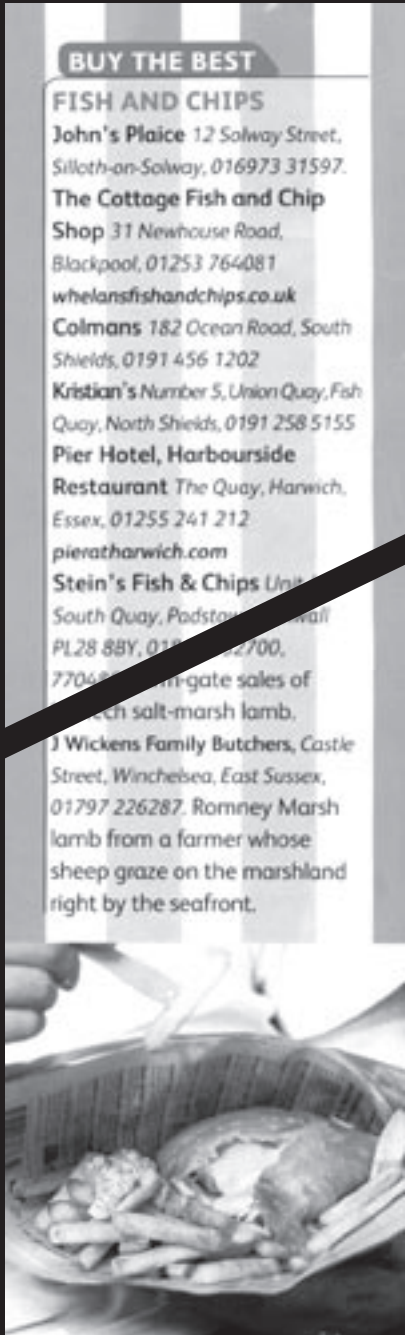 BUY THE BEST
FISH AND CHIPS
John's Plaice 12 Solway Street,
Silloth-on-Solway, 016973 31597.
The Cottage Fish and Chip
Shop 31 Newhouse Road,
Blackpool, 01253 764081
whelansfishandchips.co.uk
Colmans 182 Ocean Road, South
Shields, 0191 456 1202
Kristian's Number 5, Union Quay, Fish
Quay, North Shields, 0191 258 5155
Pier Hotel, Harbourside
Restaurant The Quay, Harwich,
Essex, 01255 241 212
pieratharwich.com
Stein's Fish & Chips
South Quay,
PL28 8BY,
sales of
salt-marsh lamb.
J Wickens Family Butchers, Castle
Street, Winchelsea, East Sussex,
01797 226287. Romney Marsh
lamb from a farmer whose
sheep graze on the marshland
right by the seafront.